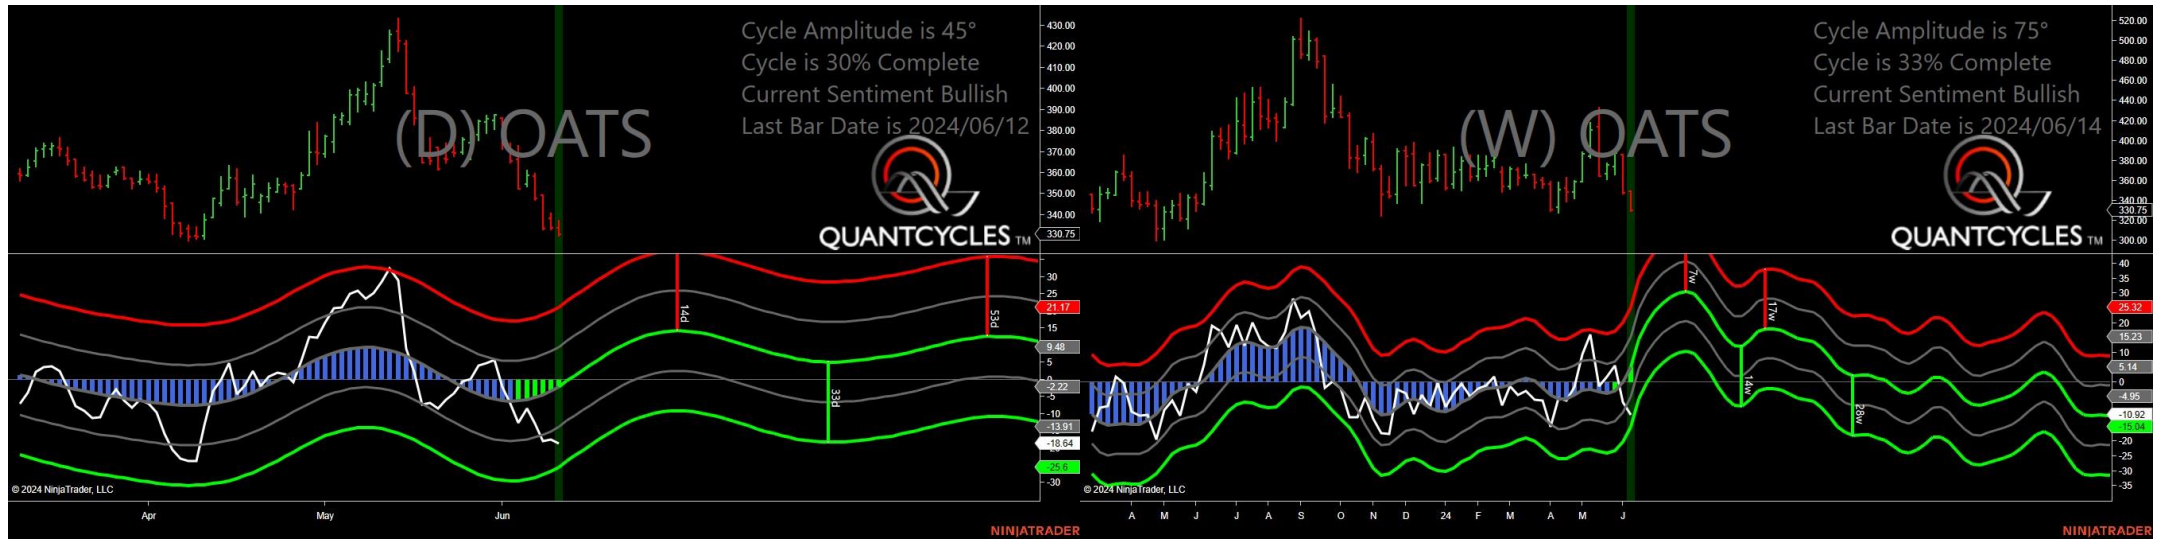 Cycle Amplitude is 45°
Cycle is 30% Complete
Current Sentiment Bullish
Last Bar Date is 2024/06/12
(D) OATS
QUANTCYCLES TM
430.00
420.00
410.00
400.00
390.00
380.00
370.00
360.00
350.00
340.00
330.75
14d
53d
33d
30
25
21.17
15
9.48
5
0
-2.22
-5
-10
-13.91
-18.64
-25.6
-30
© 2024 NinjaTrader, LLC
Apr
May
Jun
NINJATRADER
Cycle Amplitude is 75°
Cycle is 33% Complete
Current Sentiment Bullish
Last Bar Date is 2024/06/14
(W) OATS
QUANTCYCLES TM
520.00
500.00
480.00
460.00
440.00
420.00
400.00
380.00
360.00
340.00
330.75
320.00
300.00
7w
17w
14w
28w
40
35
30
25.32
20
15.23
10
5.14
0
-4.95
-10.92
-15.04
-20
-25
-30
-35
© 2024 NinjaTrader, LLC
A M J J A S O N D 24 F M A M J
NINJATRADER